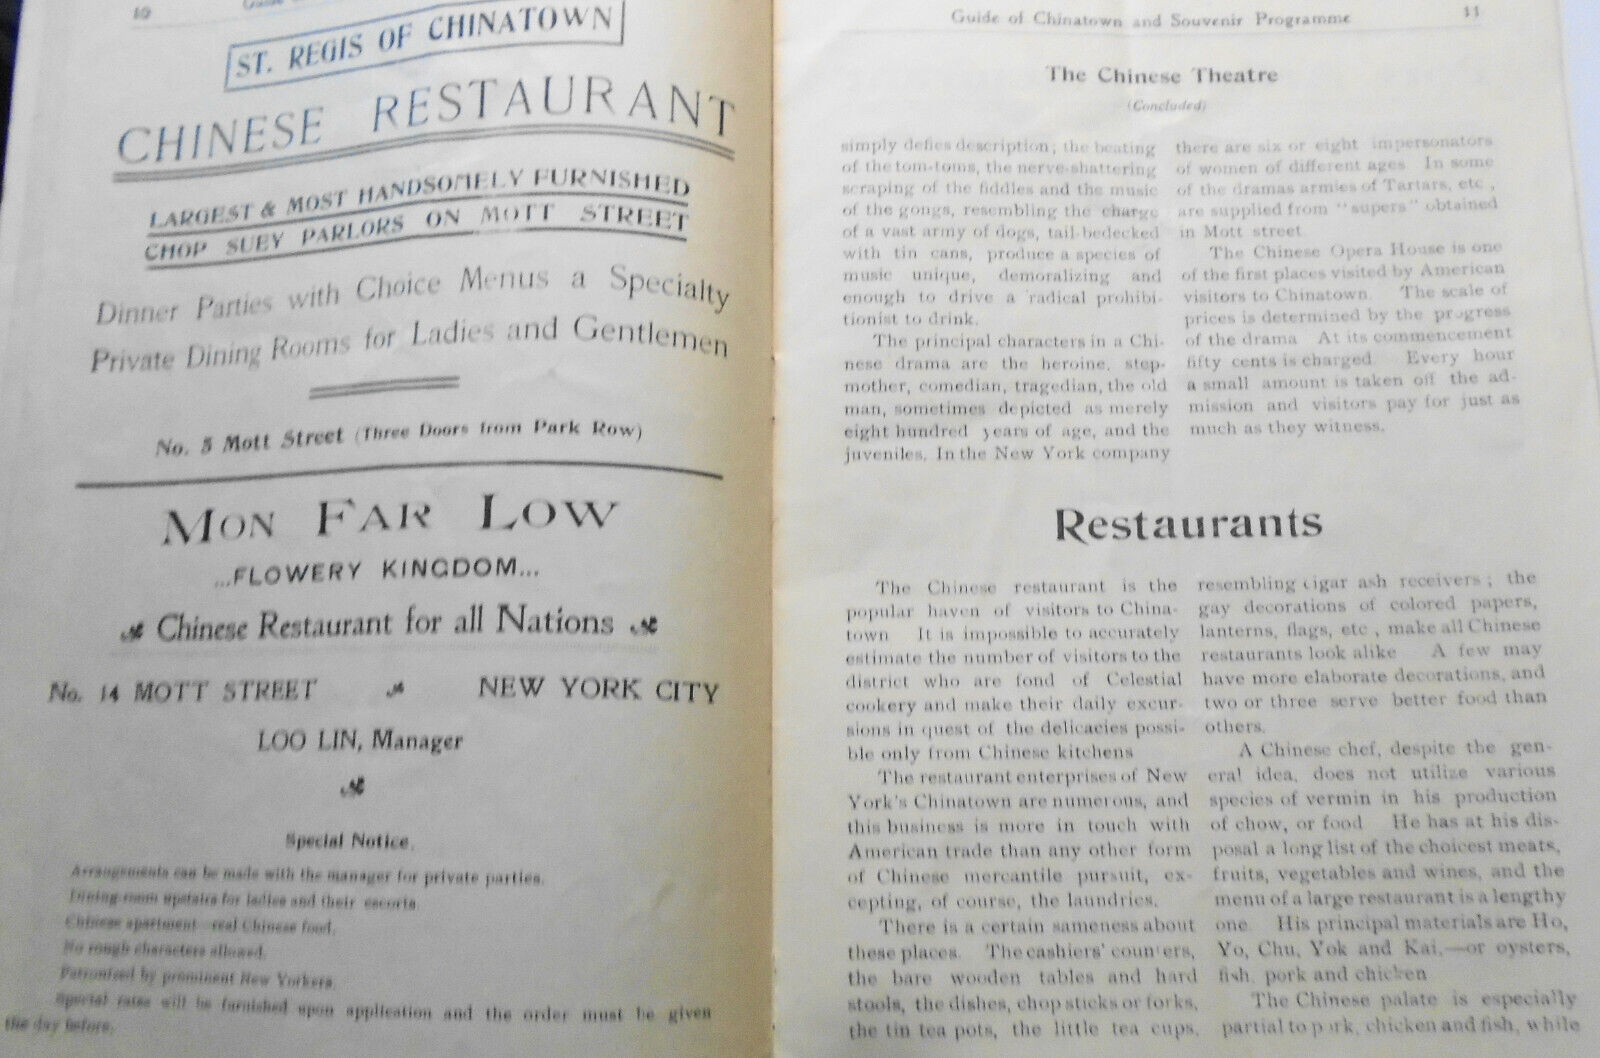 10
ST. REGIS OF CHINATOWN
CHINESE RESTAURANT
LARGEST & MOST HANDSOMELY FURNISHED
CHOP SUEY PARLORS ON MOTT STREET
Dinner Parties with Choice Menus a Specialty
Private Dining Rooms for Ladies and Gentlemen
No. 5 Mott Street (Three Doors from Park Row)
MON FAR LOW
...FLOWERY KINGDOM...
Chinese Restaurant for all Nations
No. 14 MOTT STREET NEW YORK CITY
LOO LIN, Manager
Special Notice.
Arrangements can be made with the manager for private parties.
Dining-room upstairs for ladies and their escorts.
Chinese apartment—real Chinese food.
No rough characters allowed.
Patronized by prominent New Yorkers.
Special rates will be furnished upon application and the order must be given
the day before.
Guide of Chinatown and Souvenir Programme 11
The Chinese Theatre
(Concluded)
simply defies description; the beating
of the tom-toms, the nerve-shattering
scraping of the fiddles and the music
of the gongs, resembling the charge
of a vast army of dogs, tail-bedecked
with tin cans, produce a species of
music unique, demoralizing and
enough to drive a radical prohibi-
tionist to drink.
The principal characters in a Chi-
nese drama are the heroine, step-
mother, comedian, tragedian, the old
man, sometimes depicted as merely
eight hundred years of age, and the
juveniles. In the New York company
there are six or eight impersonators
of women of different ages. In some
of the dramas armies of Tartars, etc.,
are supplied from "supers" obtained
in Mott street.
The Chinese Opera House is one
of the first places visited by American
visitors to Chinatown. The scale of
prices is determined by the progress
of the drama At its commencement
fifty cents is charged. Every hour
a small amount is taken off the ad-
mission and visitors pay for just as
much as they witness.
Restaurants
The Chinese restaurant is the
popular haven of visitors to China-
town It is impossible to accurately
estimate the number of visitors to the
district who are fond of Celestial
cookery and make their daily excur-
sions in quest of the delicacies possi-
ble only from Chinese kitchens
The restaurant enterprises of New
York's Chinatown are numerous, and
this business is more in touch with
American trade than any other form
of Chinese mercantile pursuit, ex-
cepting, of course, the laundries.
There is a certain sameness about
these places. The cashiers' counters,
the bare wooden tables and hard
stools, the dishes, chop sticks or forks,
the tin tea pots, the little tea cups,
resembling cigar ash receivers; the
gay decorations of colored papers,
lanterns, flags, etc., make all Chinese
restaurants look alike A few may
have more elaborate decorations, and
two or three serve better food than
others.
A Chinese chef, despite the gen-
eral idea, does not utilize various
species of vermin in his production
of chow, or food He has at his dis-
posal a long list of the choicest meats,
fruits, vegetables and wines, and the
menu of a large restaurant is a lengthy
one. His principal materials are Ho,
Yo, Chu, Yok and Kai,—or oysters,
fish, pork and chicken
The Chinese palate is especially
partial to pork, chicken and fish, while